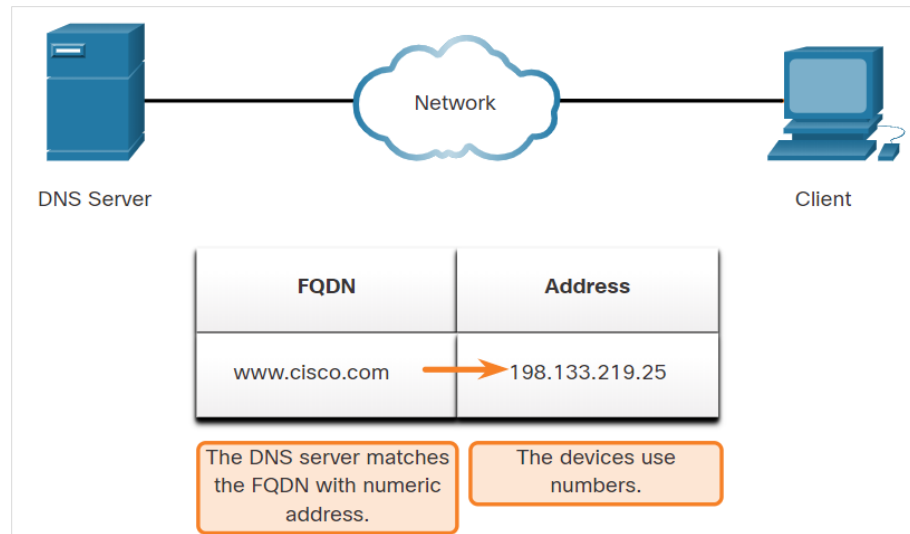 Network
DNS Server
Client
FQDN
Address
www.cisco.com
198.133.219.25
The DNS server matches
the FQDN with numeric
address.
The devices use
numbers.